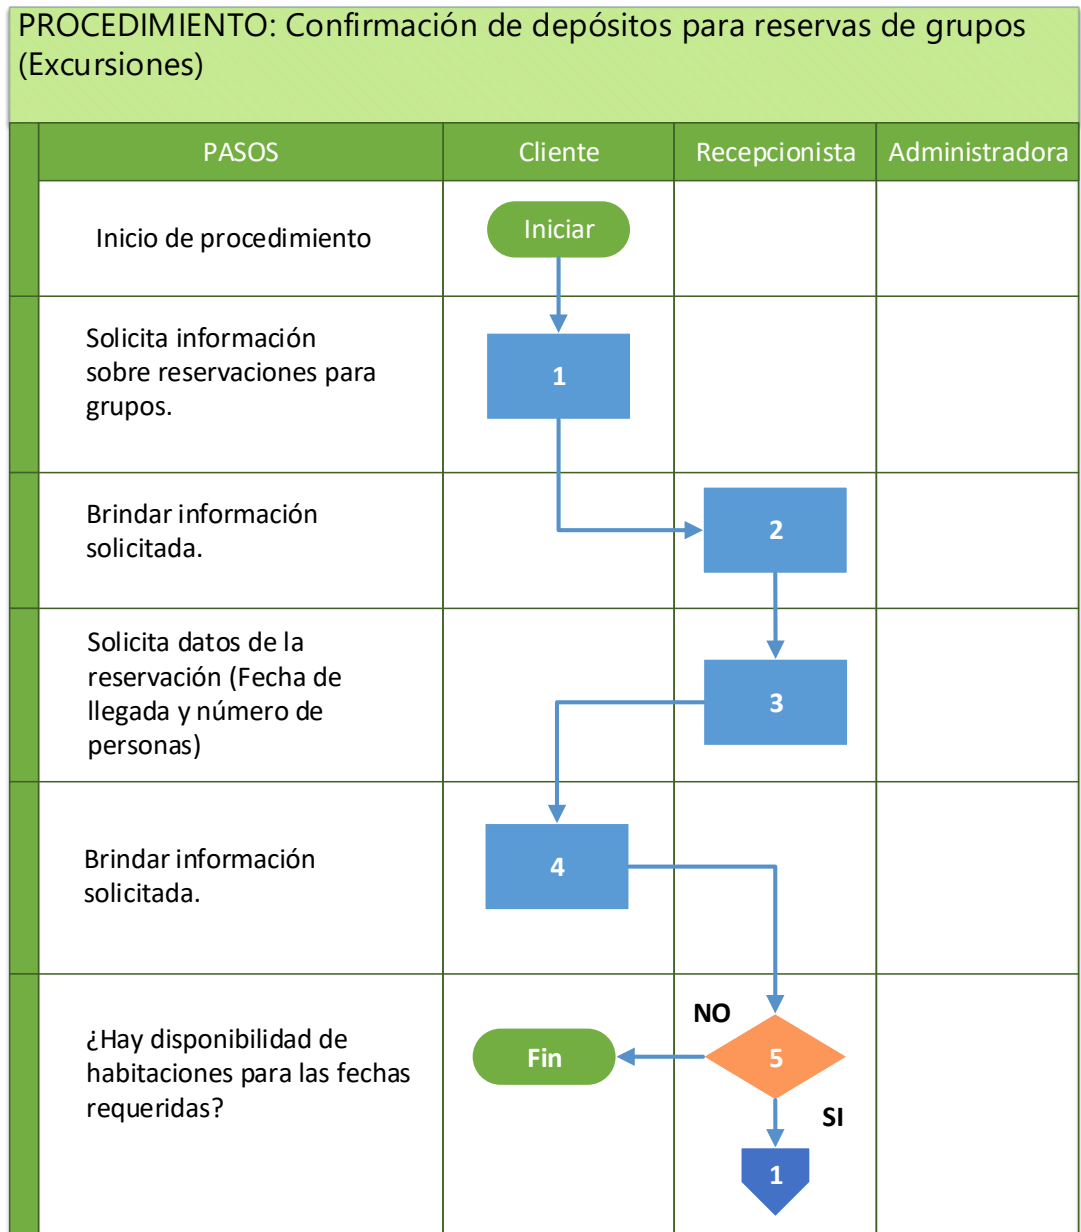 PROCEDIMIENTO: Confirmación de depósitos para reservas de grupos
(Excursiones)
PASOS
Cliente
Recepcionista
Administradora
Inicio de procedimiento
Iniciar
Solicita información
sobre reservaciones para
grupos.
1
Brindar información
solicitada.
2
Solicita datos de la
reservación (Fecha de
llegada y número de
personas)
3
Brindar información
solicitada.
4
¿Hay disponibilidad de
habitaciones para las fechas
requeridas?
Fin
NO
5
SI
1